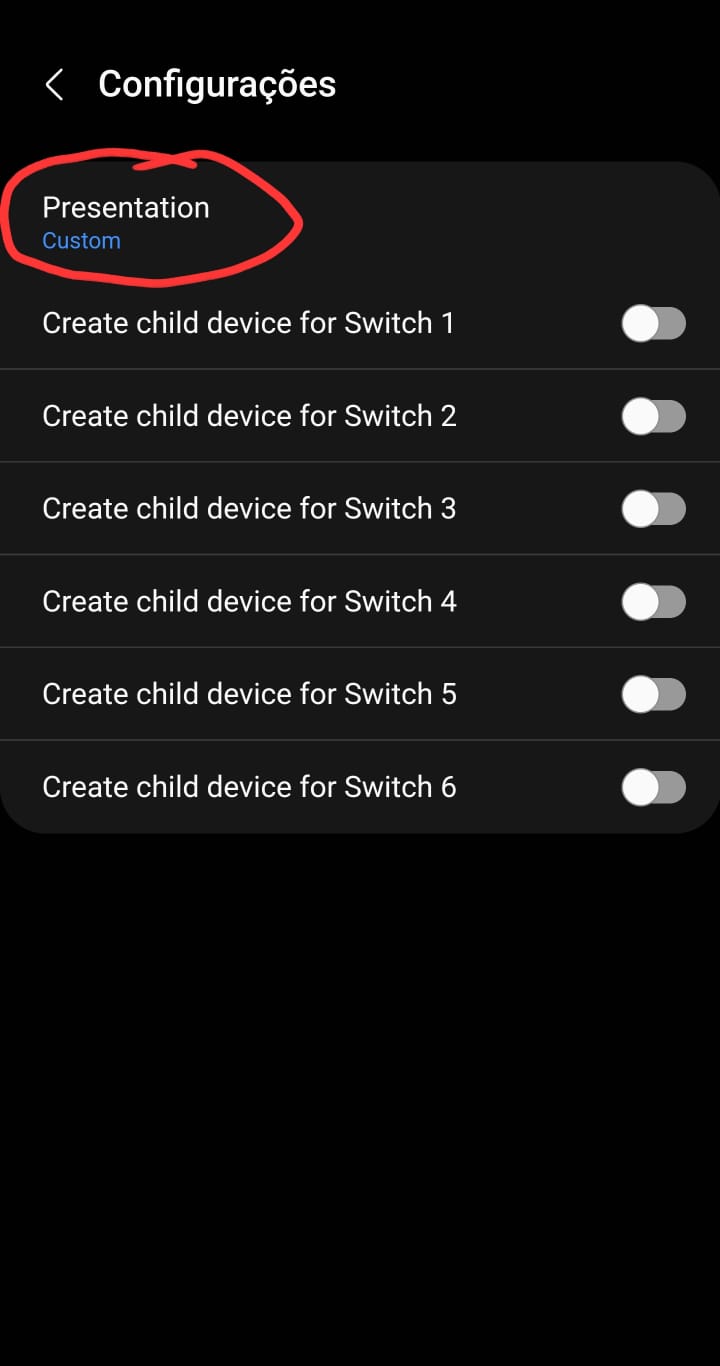 Configurações
Presentation
Custom
Create child device for Switch 1
Create child device for Switch 2
Create child device for Switch 3
Create child device for Switch 4
Create child device for Switch 5
Create child device for Switch 6